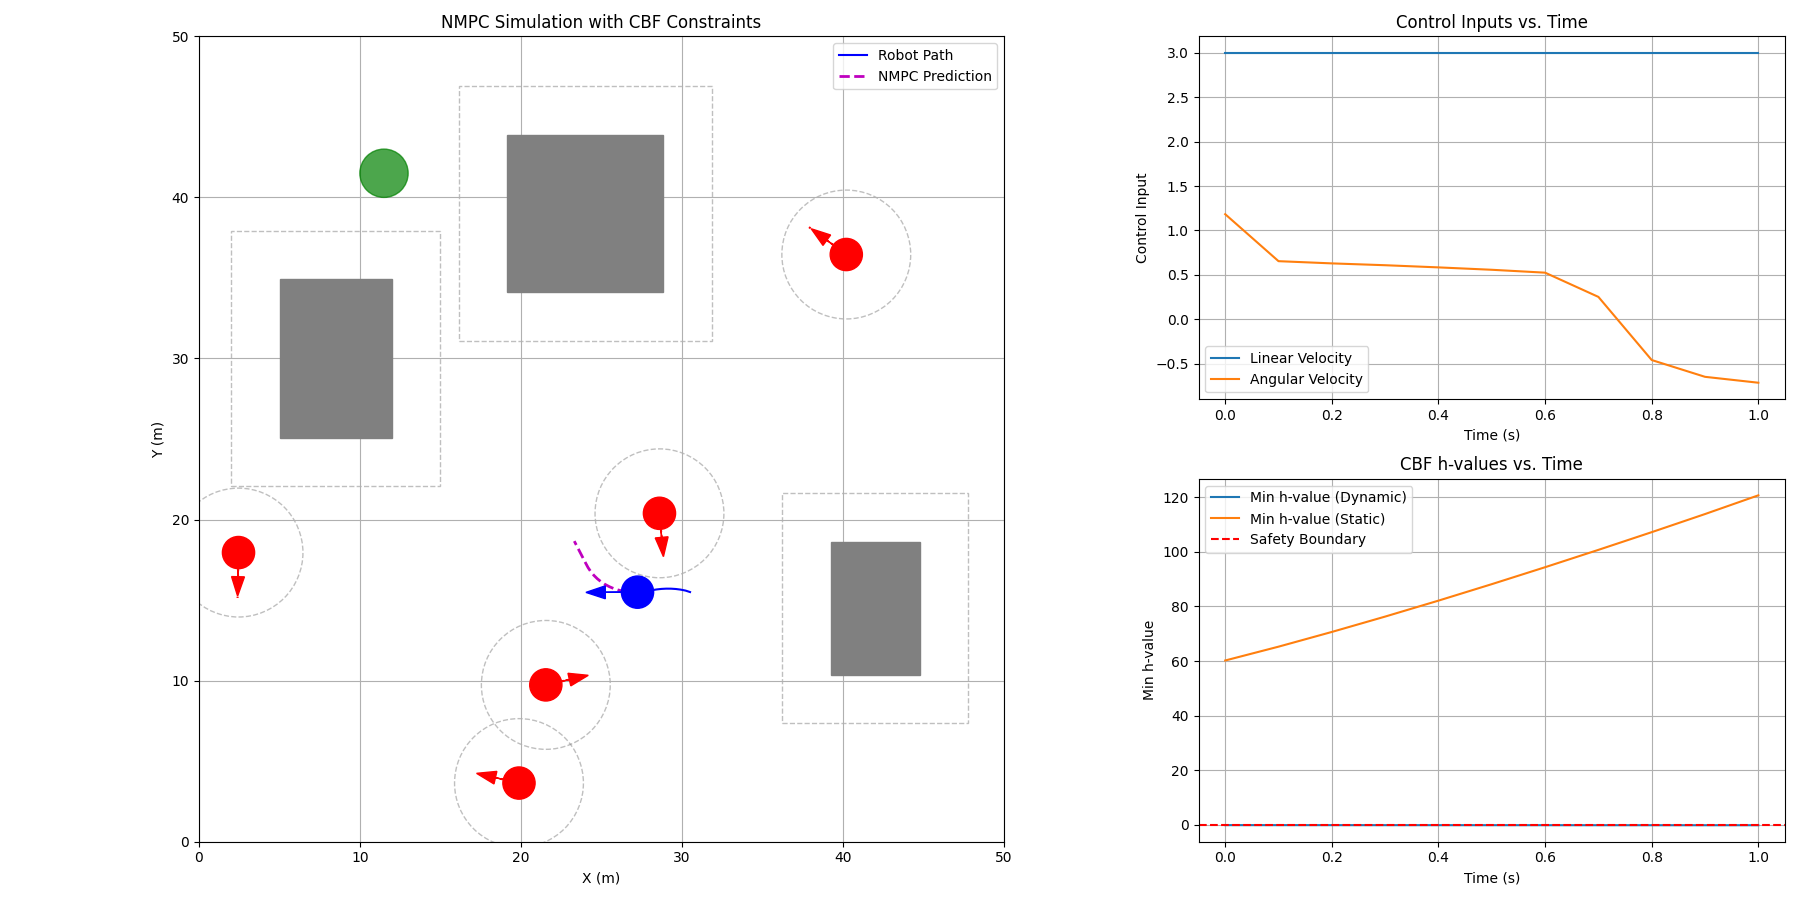 NMPC Simulation with CBF Constraints
50
40
30
20
10
0
Y (m)
0 10 20 30 40 50
X (m)
Robot Path
NMPC Prediction
Control Inputs vs. Time
3.0
2.5
2.0
1.5
1.0
0.5
0.0
−0.5
Control Input
Linear Velocity
Angular Velocity
0.0 0.2 0.4 0.6 0.8 1.0
Time (s)
CBF h-values vs. Time
120
100
80
60
40
20
0
Min h-value
Min h-value (Dynamic)
Min h-value (Static)
Safety Boundary
0.0 0.2 0.4 0.6 0.8 1.0
Time (s)